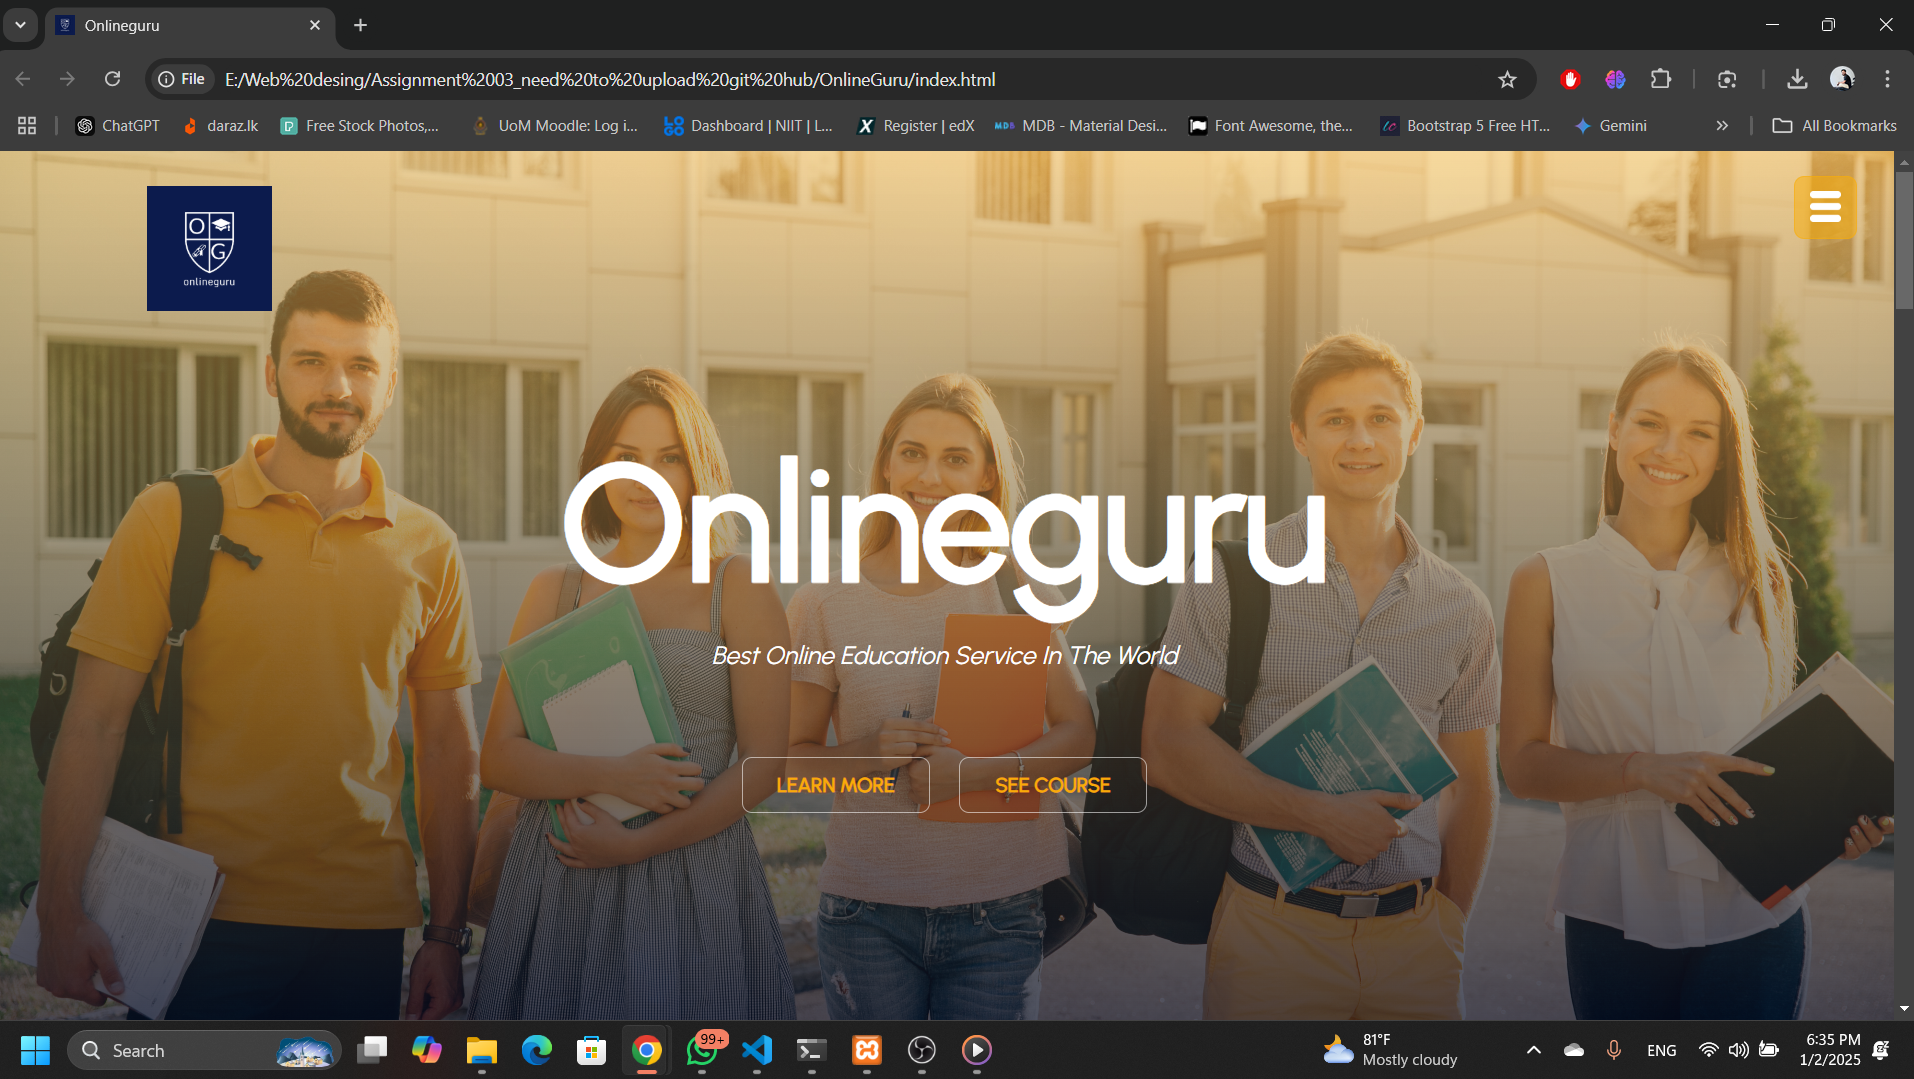 Onlineguru
File
E:/Web%20desing/Assignment%2003_need%20to%20upload%20git%20hub/OnlineGuru/index.html
ChatGPT
daraz.lk
Free Stock Photos,...
UoM Moodle: Log i...
Dashboard | NIIT | L...
Register | edX
MDB - Material Desi...
Font Awesome, the...
Bootstrap 5 Free HT...
Gemini
All Bookmarks
O
G
onlineguru
Onlineguru
Best Online Education Service In The World
LEARN MORE
SEE COURSE
Search
99+
81°F
Mostly cloudy
ENG
6:35 PM
1/2/2025